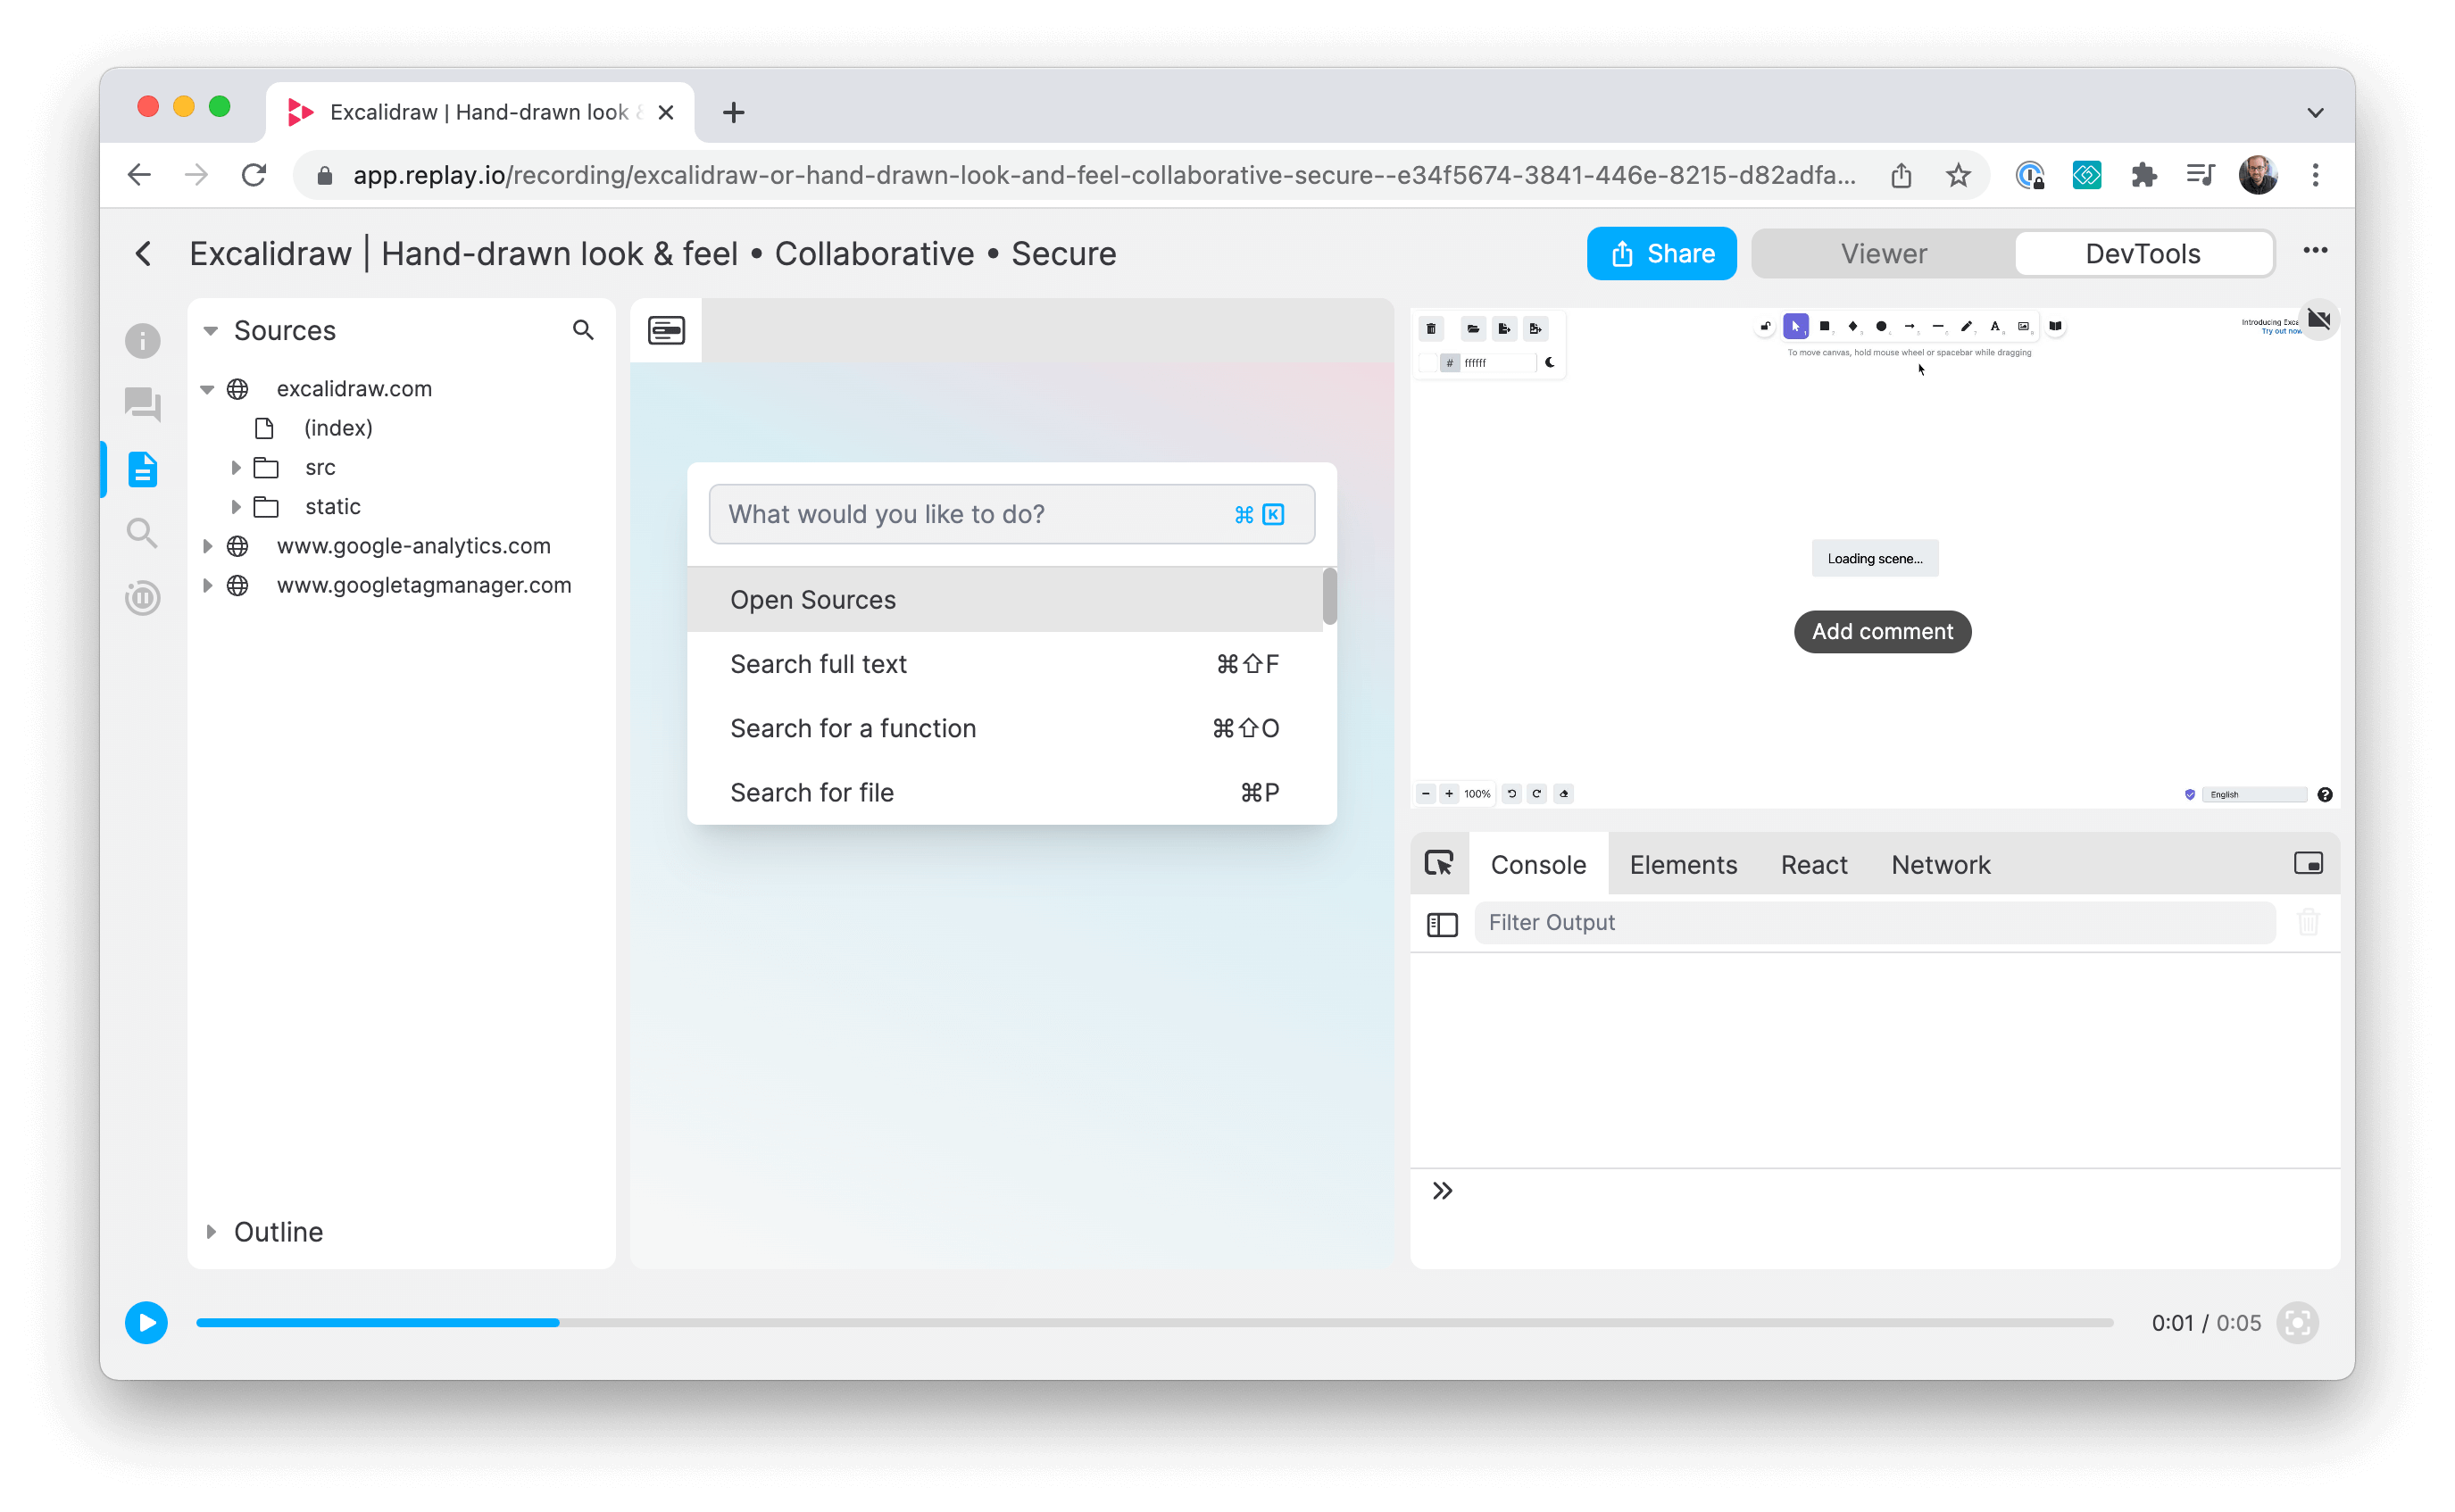 Excalidraw | Hand-drawn look
app.replay.io/recording/excalidraw-or-hand-drawn-look-and-feel-collaborative-secure--e34f5674-3841-446e-8215-d82adfa...
Excalidraw | Hand-drawn look & feel • Collaborative • Secure
Share
Viewer
DevTools
Sources
excalidraw.com
(index)
src
static
www.google-analytics.com
www.googletagmanager.com
Outline
What would you like to do? ⌘ K
Open Sources
Search full text ⌘⇧F
Search for a function ⌘⇧O
Search for file ⌘P
# ffffff
A
To move canvas, hold mouse wheel or spacebar while dragging
Introducing Exca
Try out now
Loading scene...
Add comment
− + 100%
English
?
Console
Elements
React
Network
Filter Output
0:01 / 0:05